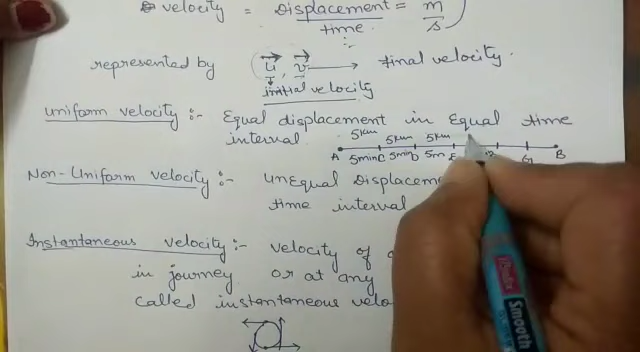 velocity = Displacement = m
time. s
represented by u, v → final velocity.
initial velocity
Uniform velocity :- Equal displacement in Equal time
interval.
5km 5km 5km
A 5min C 5min D 5m E G B
Non-Uniform velocity :- UnEqual Displacem
time interval
Instantaneous velocity :- velocity of
in journey or at any
called instantaneous velo
Smooth